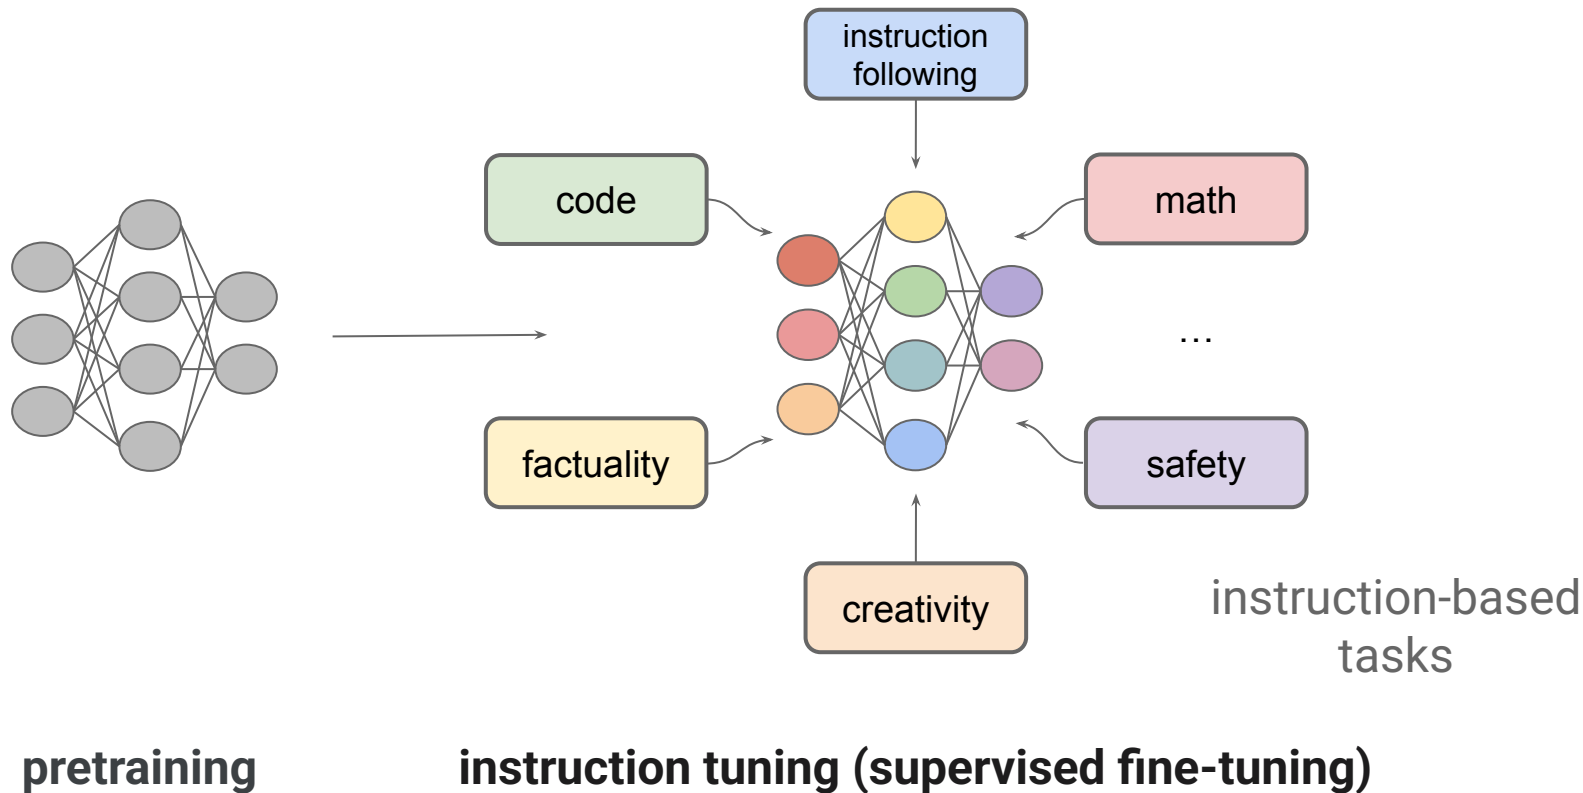 instruction
following
code
math
...
factuality
safety
creativity
instruction-based
tasks
pretraining
instruction tuning (supervised fine-tuning)